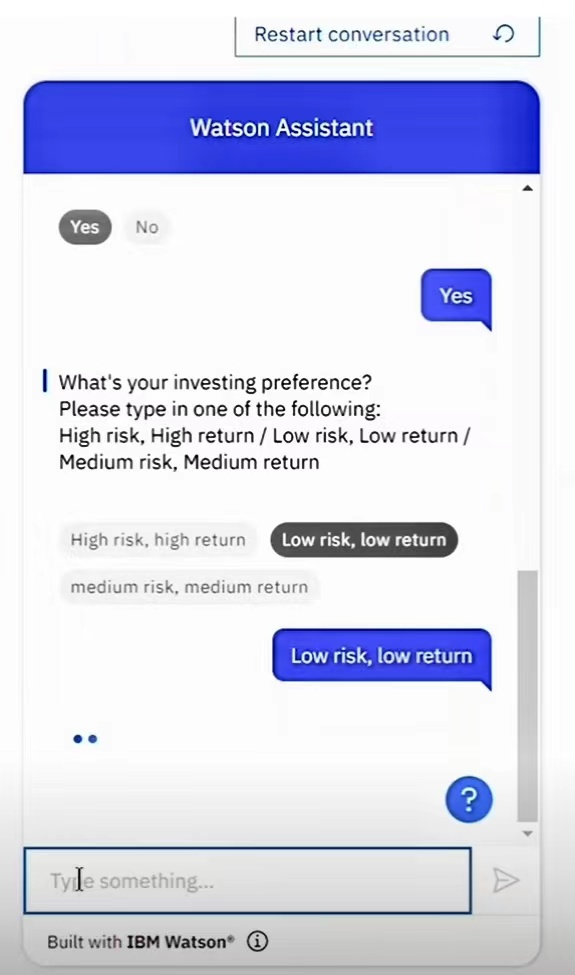 Restart conversation
Watson Assistant
Yes
No
Yes
What's your investing preference?
Please type in one of the following:
High risk, High return / Low risk, Low return /
Medium risk, Medium return
High risk, high return
Low risk, low return
medium risk, medium return
Low risk, low return
?
Type something...
Built with IBM Watson®